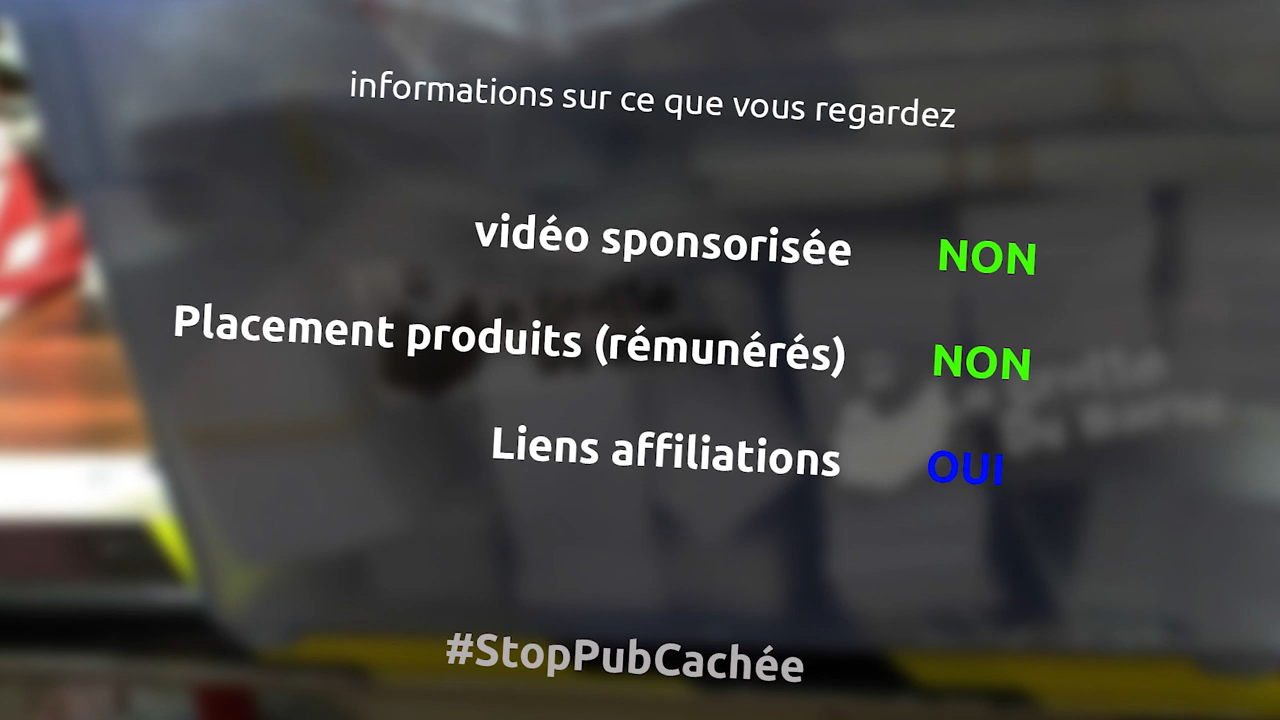 informations sur ce que vous regardez
vidéo sponsorisée NON
Placement produits (rémunérés) NON
Liens affiliations OUI
#StopPubCachée